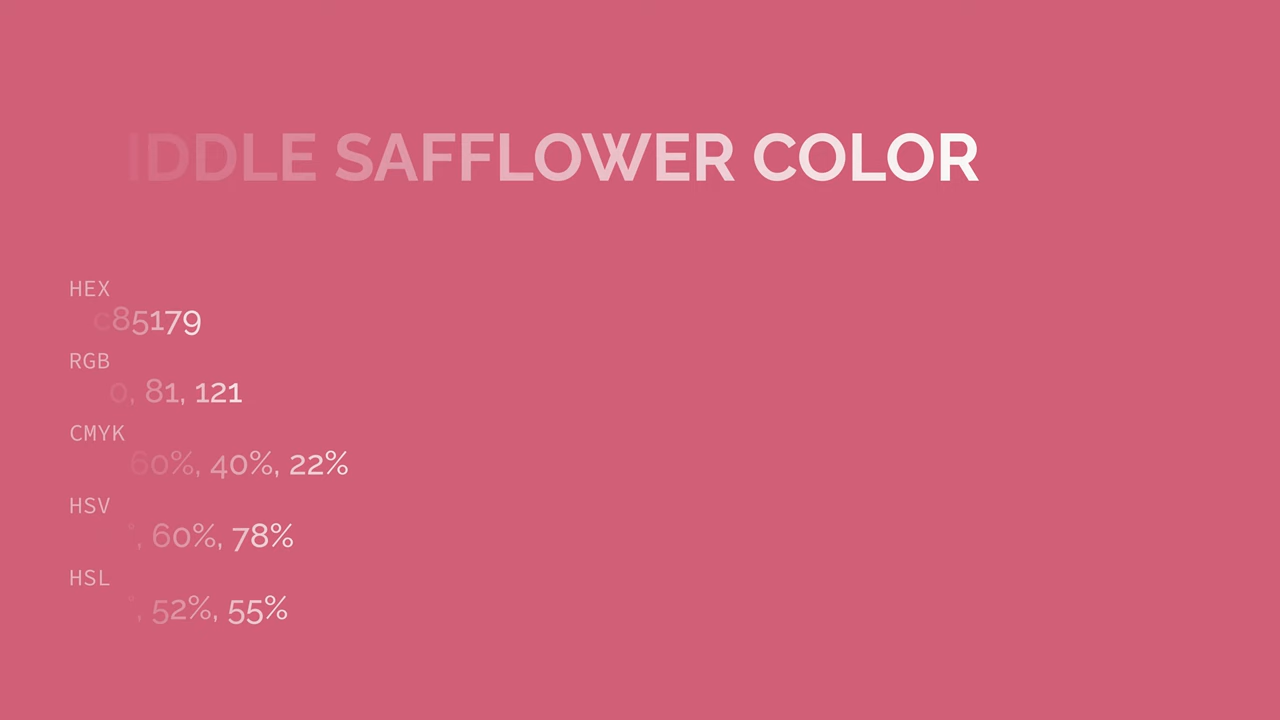 IDDLE SAFFLOWER COLOR
HEX
c85179
RGB
0, 81, 121
CMYK
60%, 40%, 22%
HSV
°, 60%, 78%
HSL
°, 52%, 55%